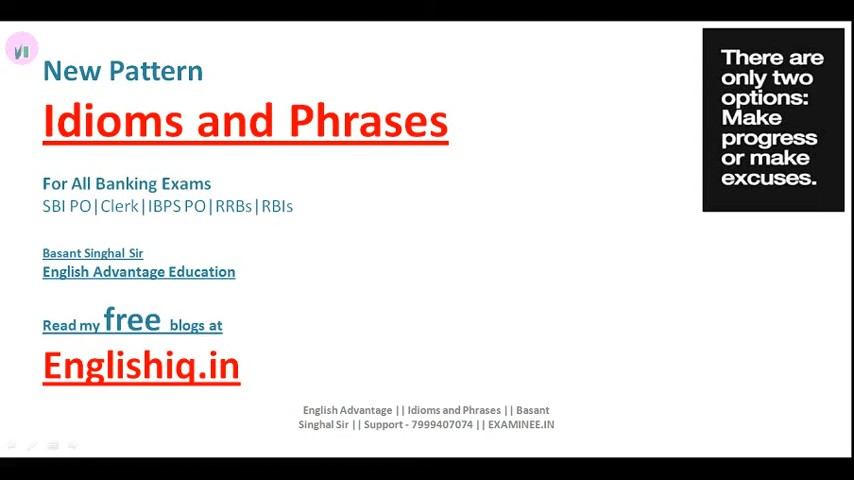 New Pattern
Idioms and Phrases
For All Banking Exams
SBI PO|Clerk|IBPS PO|RRBs|RBIs
Basant Singhal Sir
English Advantage Education
Read my free blogs at
Englishiq.in
There are
only two
options:
Make
progress
or make
excuses.
English Advantage || Idioms and Phrases || Basant
Singhal Sir || Support - 7999407074 || EXAMINEE.IN